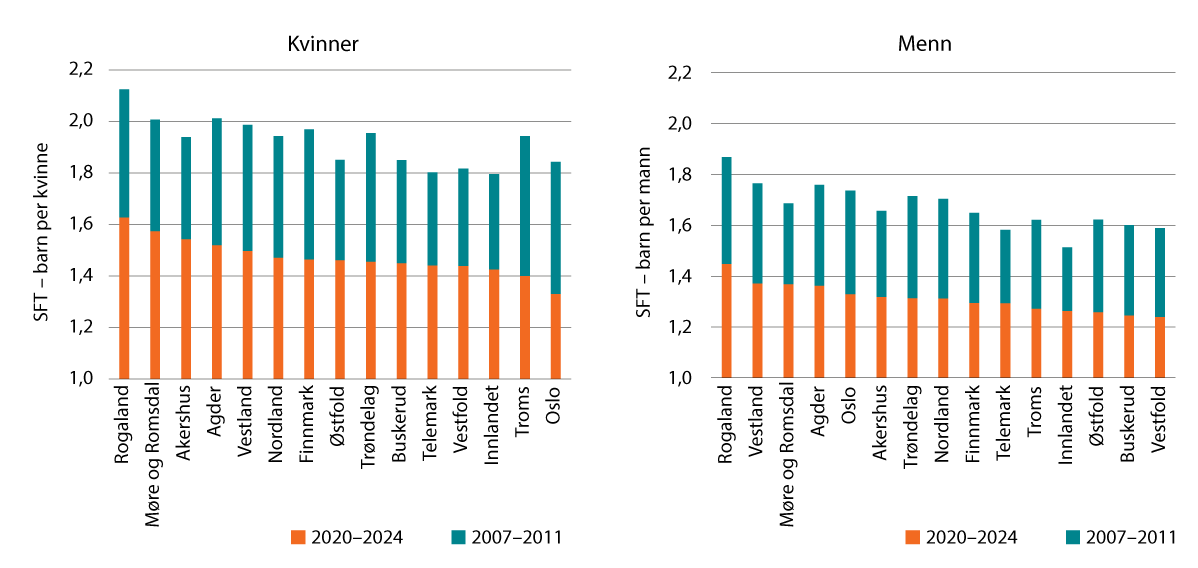 Kvinner
SFT – barn per kvinne
2,2
2,0
1,8
1,6
1,4
1,2
1,0
Rogaland
Møre og Romsdal
Akershus
Agder
Vestland
Nordland
Finnmark
Østfold
Trøndelag
Buskerud
Telemark
Vestfold
Innlandet
Troms
Oslo
2020–2024
2007–2011
Menn
SFT – barn per mann
2,2
2,0
1,8
1,6
1,4
1,2
1,0
Rogaland
Vestland
Møre og Romsdal
Agder
Oslo
Akershus
Trøndelag
Nordland
Finnmark
Telemark
Troms
Innlandet
Østfold
Buskerud
Vestfold
2020–2024
2007–2011